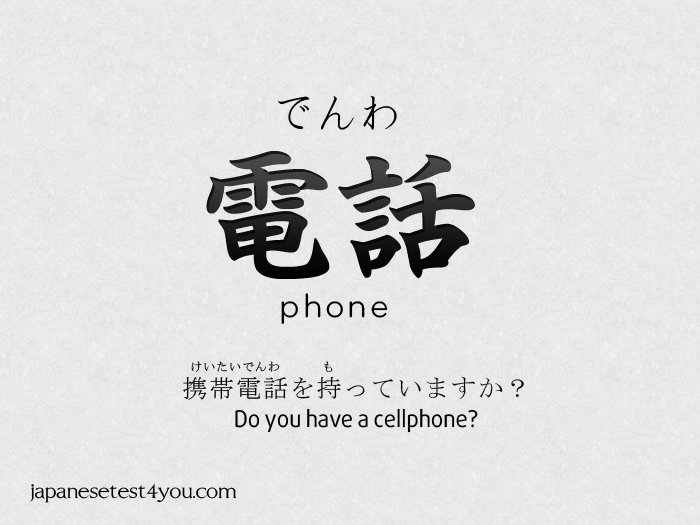 でんわ
電話
phone
けいたいでんわ も
携帯電話を持っていますか？
Do you have a cellphone?
japanesetest4you.com